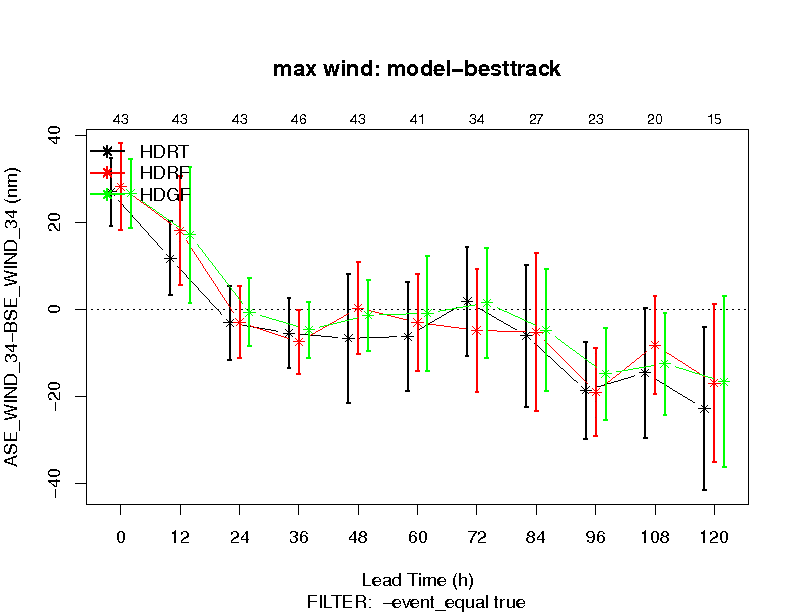 max wind: model-besttrack
43 43 43 46 43 41 34 27 23 20 15
ASE_WIND_34-BSE_WIND_34 (nm)
40
20
0
-20
-40
HDRT
HDRF
HDGF
0 12 24 36 48 60 72 84 96 108 120
Lead Time (h)
FILTER: -event_equal true